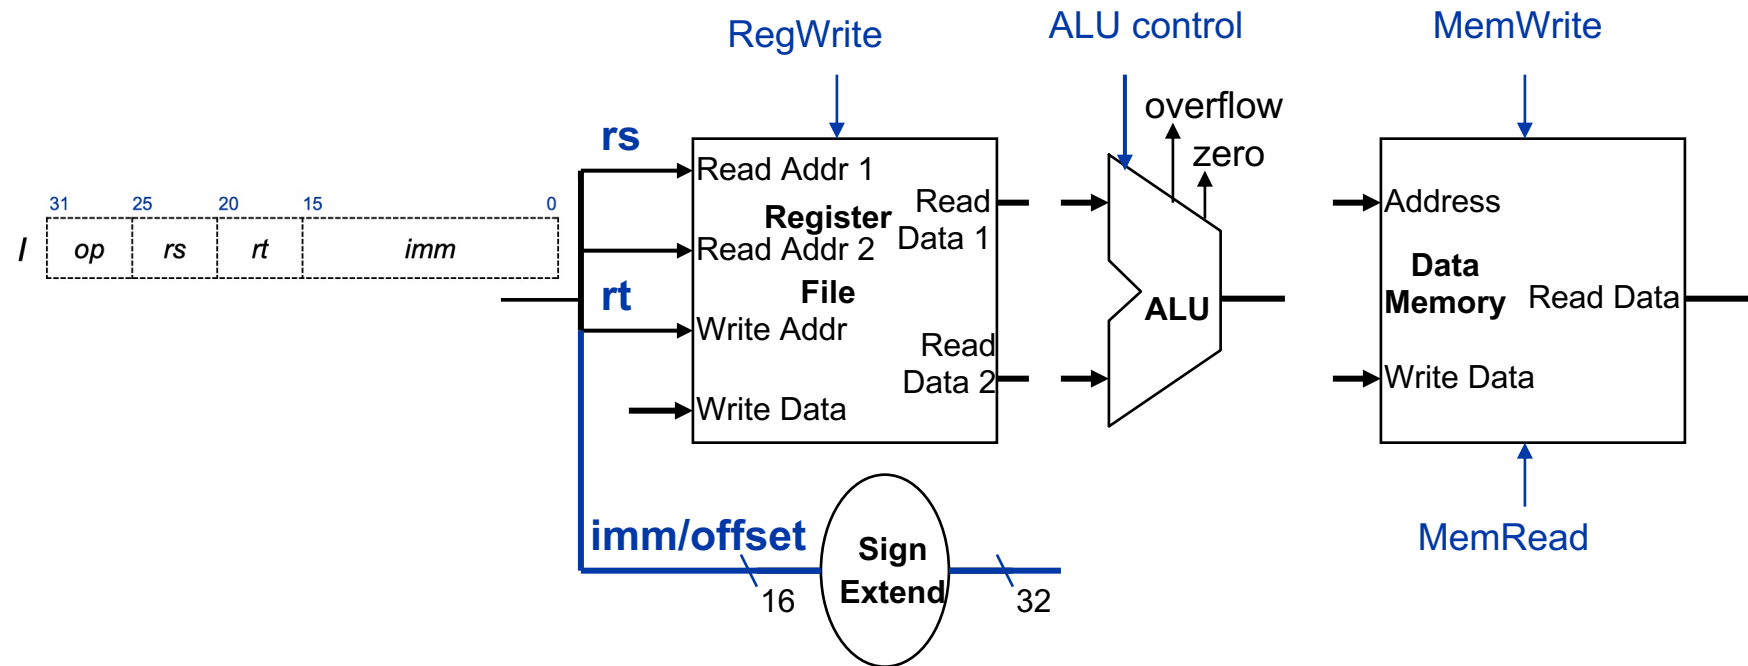 RegWrite
ALU control
MemWrite
overflow
zero
rs
Read Addr 1
Register
Read
Data 1
Read Addr 2
File
rt
Write Addr
Read
Data 2
Write Data
31 25 20 15 0
I op rs rt imm
ALU
Address
Data
Memory
Read Data
Write Data
imm/offset
16
Sign
Extend
32
MemRead